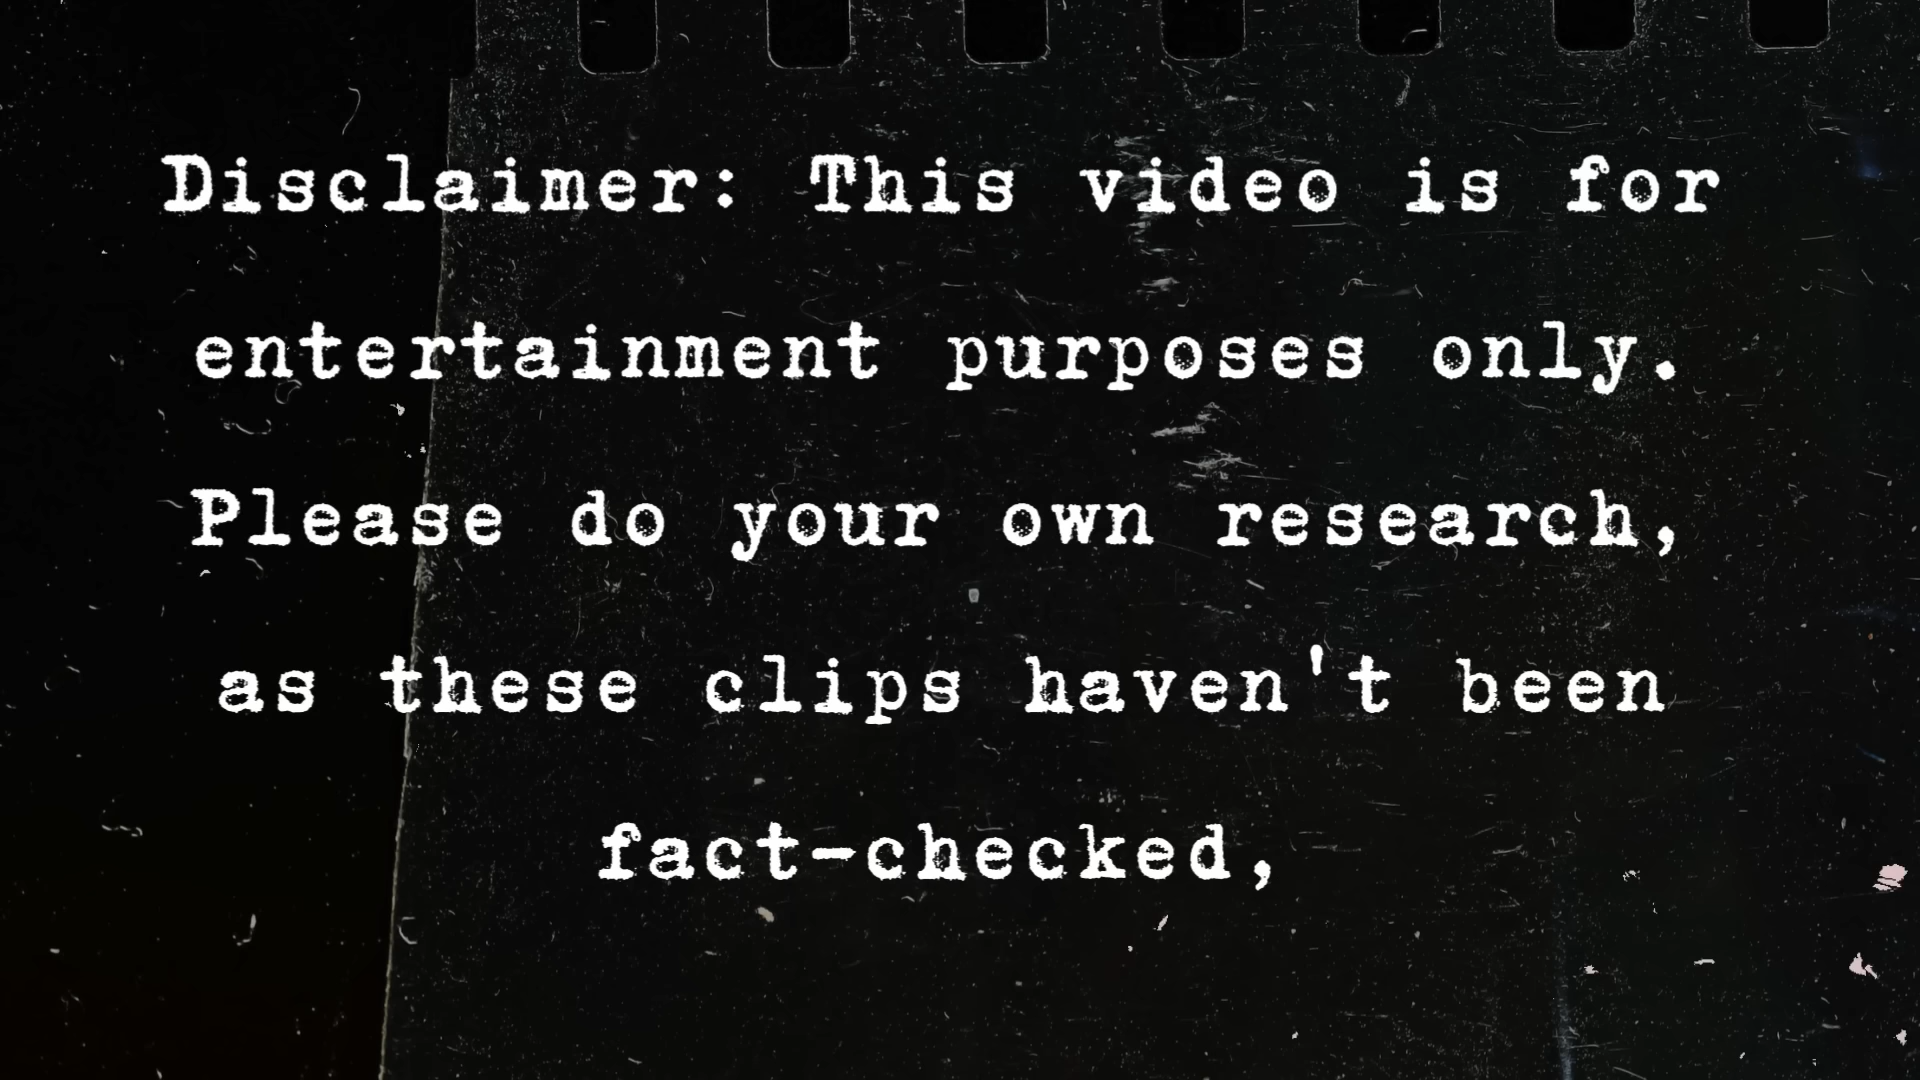 Disclaimer: This video is for
entertainment purposes only.
Please do your own research,
as these clips haven't been
fact-checked,